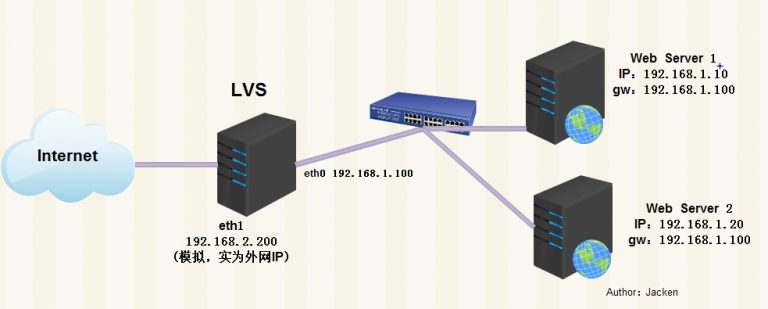 Internet
LVS
eth1
192.168.2.200
（模拟，实为外网IP）
eth0 192.168.1.100
Web Server 1
IP：192.168.1.10
gw：192.168.1.100
Web Server 2
IP：192.168.1.20
gw：192.168.1.100
Author：Jacken